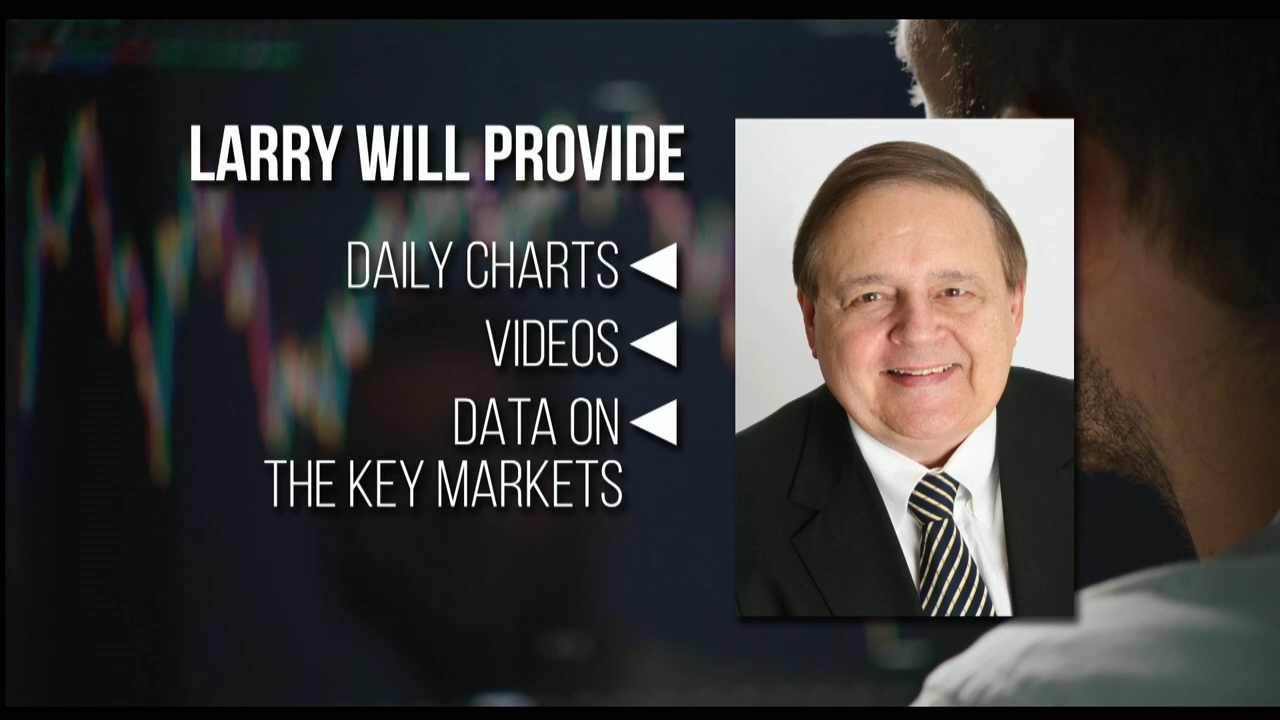 LARRY WILL PROVIDE
DAILY CHARTS
VIDEOS
DATA ON
THE KEY MARKETS